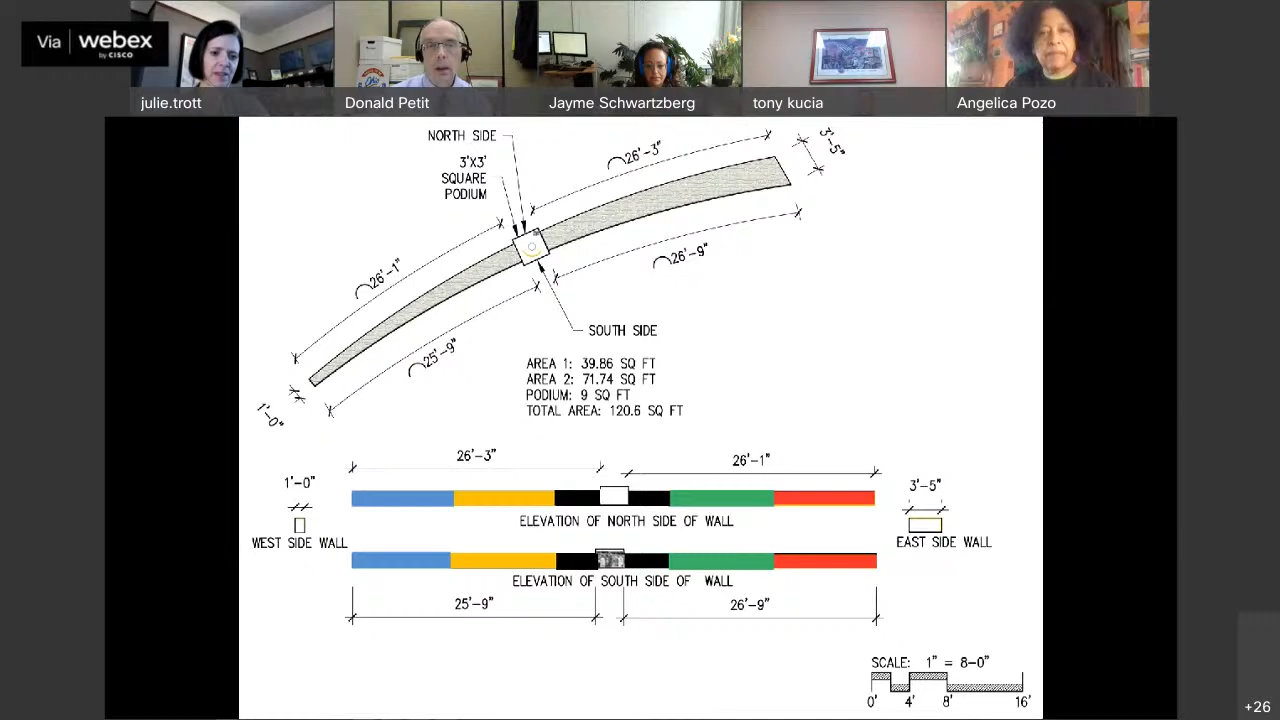 Via webex
by CISCO
julie.trott
Donald Petit
Jayme Schwartzberg
tony kucia
Angelica Pozo
NORTH SIDE
3'X3'
SQUARE
PODIUM
26'-3"
3'-5"
26'-1"
26'-9"
SOUTH SIDE
25'-9"
1'-0"
AREA 1: 39.86 SQ FT
AREA 2: 71.74 SQ FT
PODIUM: 9 SQ FT
TOTAL AREA: 120.6 SQ FT
26'-3"
26'-1"
1'-0"
3'-5"
ELEVATION OF NORTH SIDE OF WALL
WEST SIDE WALL
EAST SIDE WALL
ELEVATION OF SOUTH SIDE OF WALL
25'-9"
26'-9"
SCALE: 1" = 8-0"
0' 4' 8' 16'
+26